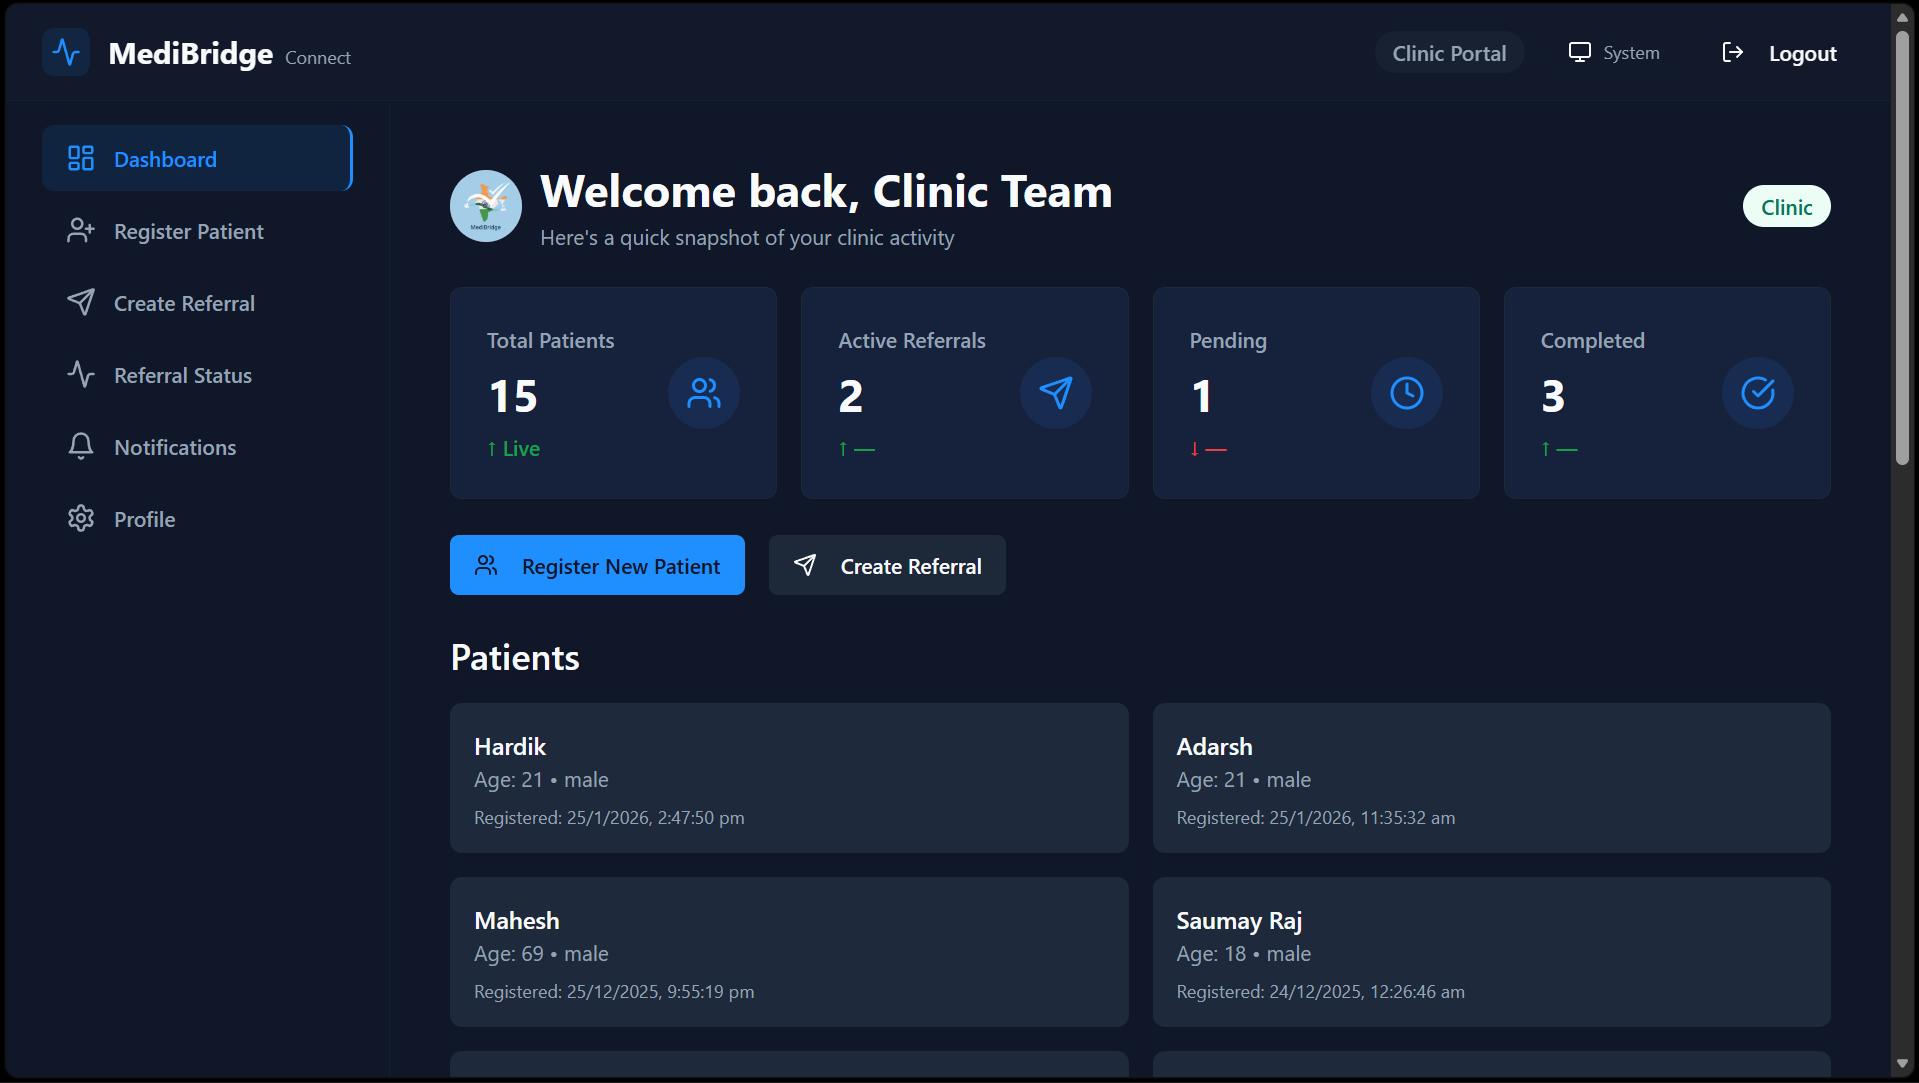 MediBridge Connect
Clinic Portal
System
Logout
Dashboard
Register Patient
Create Referral
Referral Status
Notifications
Profile
MediBridge
Welcome back, Clinic Team
Here's a quick snapshot of your clinic activity
Clinic
Total Patients
15
↑ Live
Active Referrals
2
↑ —
Pending
1
↓ —
Completed
3
↑ —
Register New Patient
Create Referral
Patients
Hardik
Age: 21 • male
Registered: 25/1/2026, 2:47:50 pm
Adarsh
Age: 21 • male
Registered: 25/1/2026, 11:35:32 am
Mahesh
Age: 69 • male
Registered: 25/12/2025, 9:55:19 pm
Saumay Raj
Age: 18 • male
Registered: 24/12/2025, 12:26:46 am